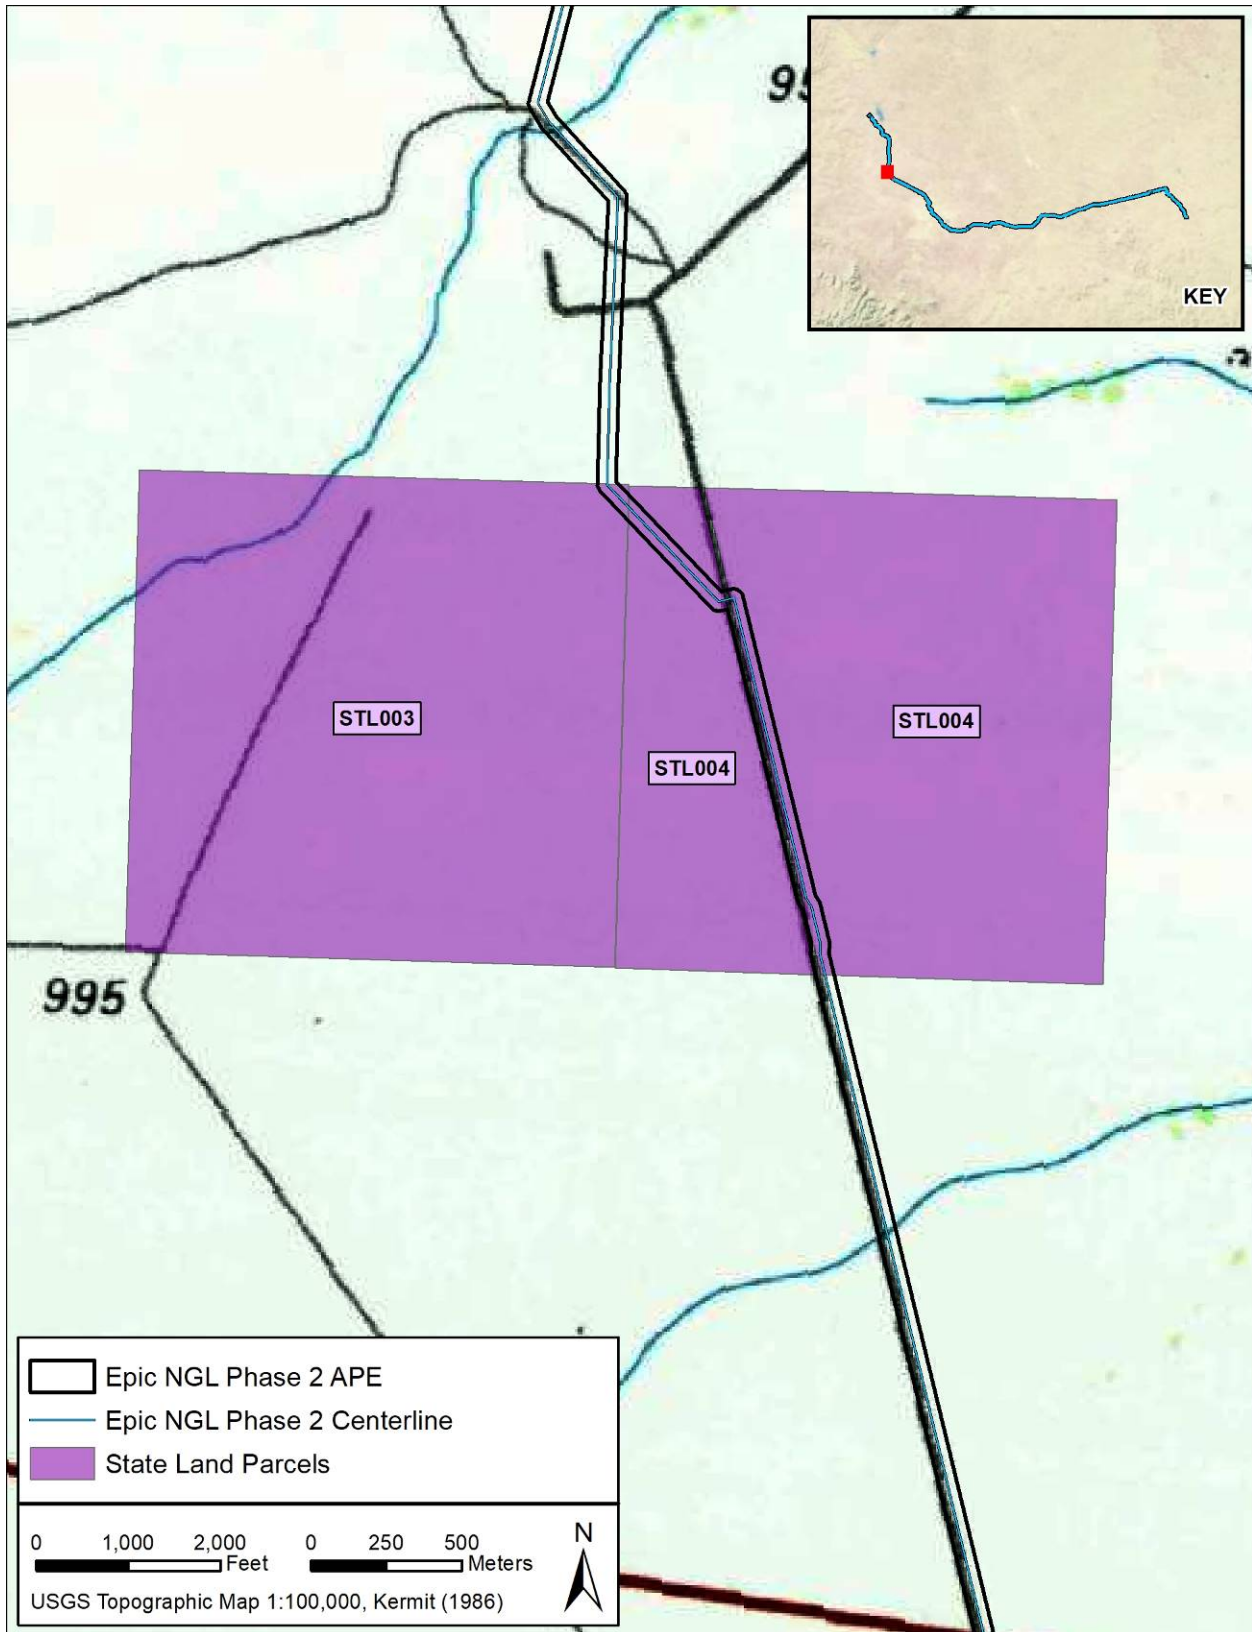 KEY
STL003
STL004
STL004
995
Epic NGL Phase 2 APE
Epic NGL Phase 2 Centerline
State Land Parcels
0 1,000 2,000
Feet
0 250 500
Meters
N
USGS Topographic Map 1:100,000, Kermit (1986)